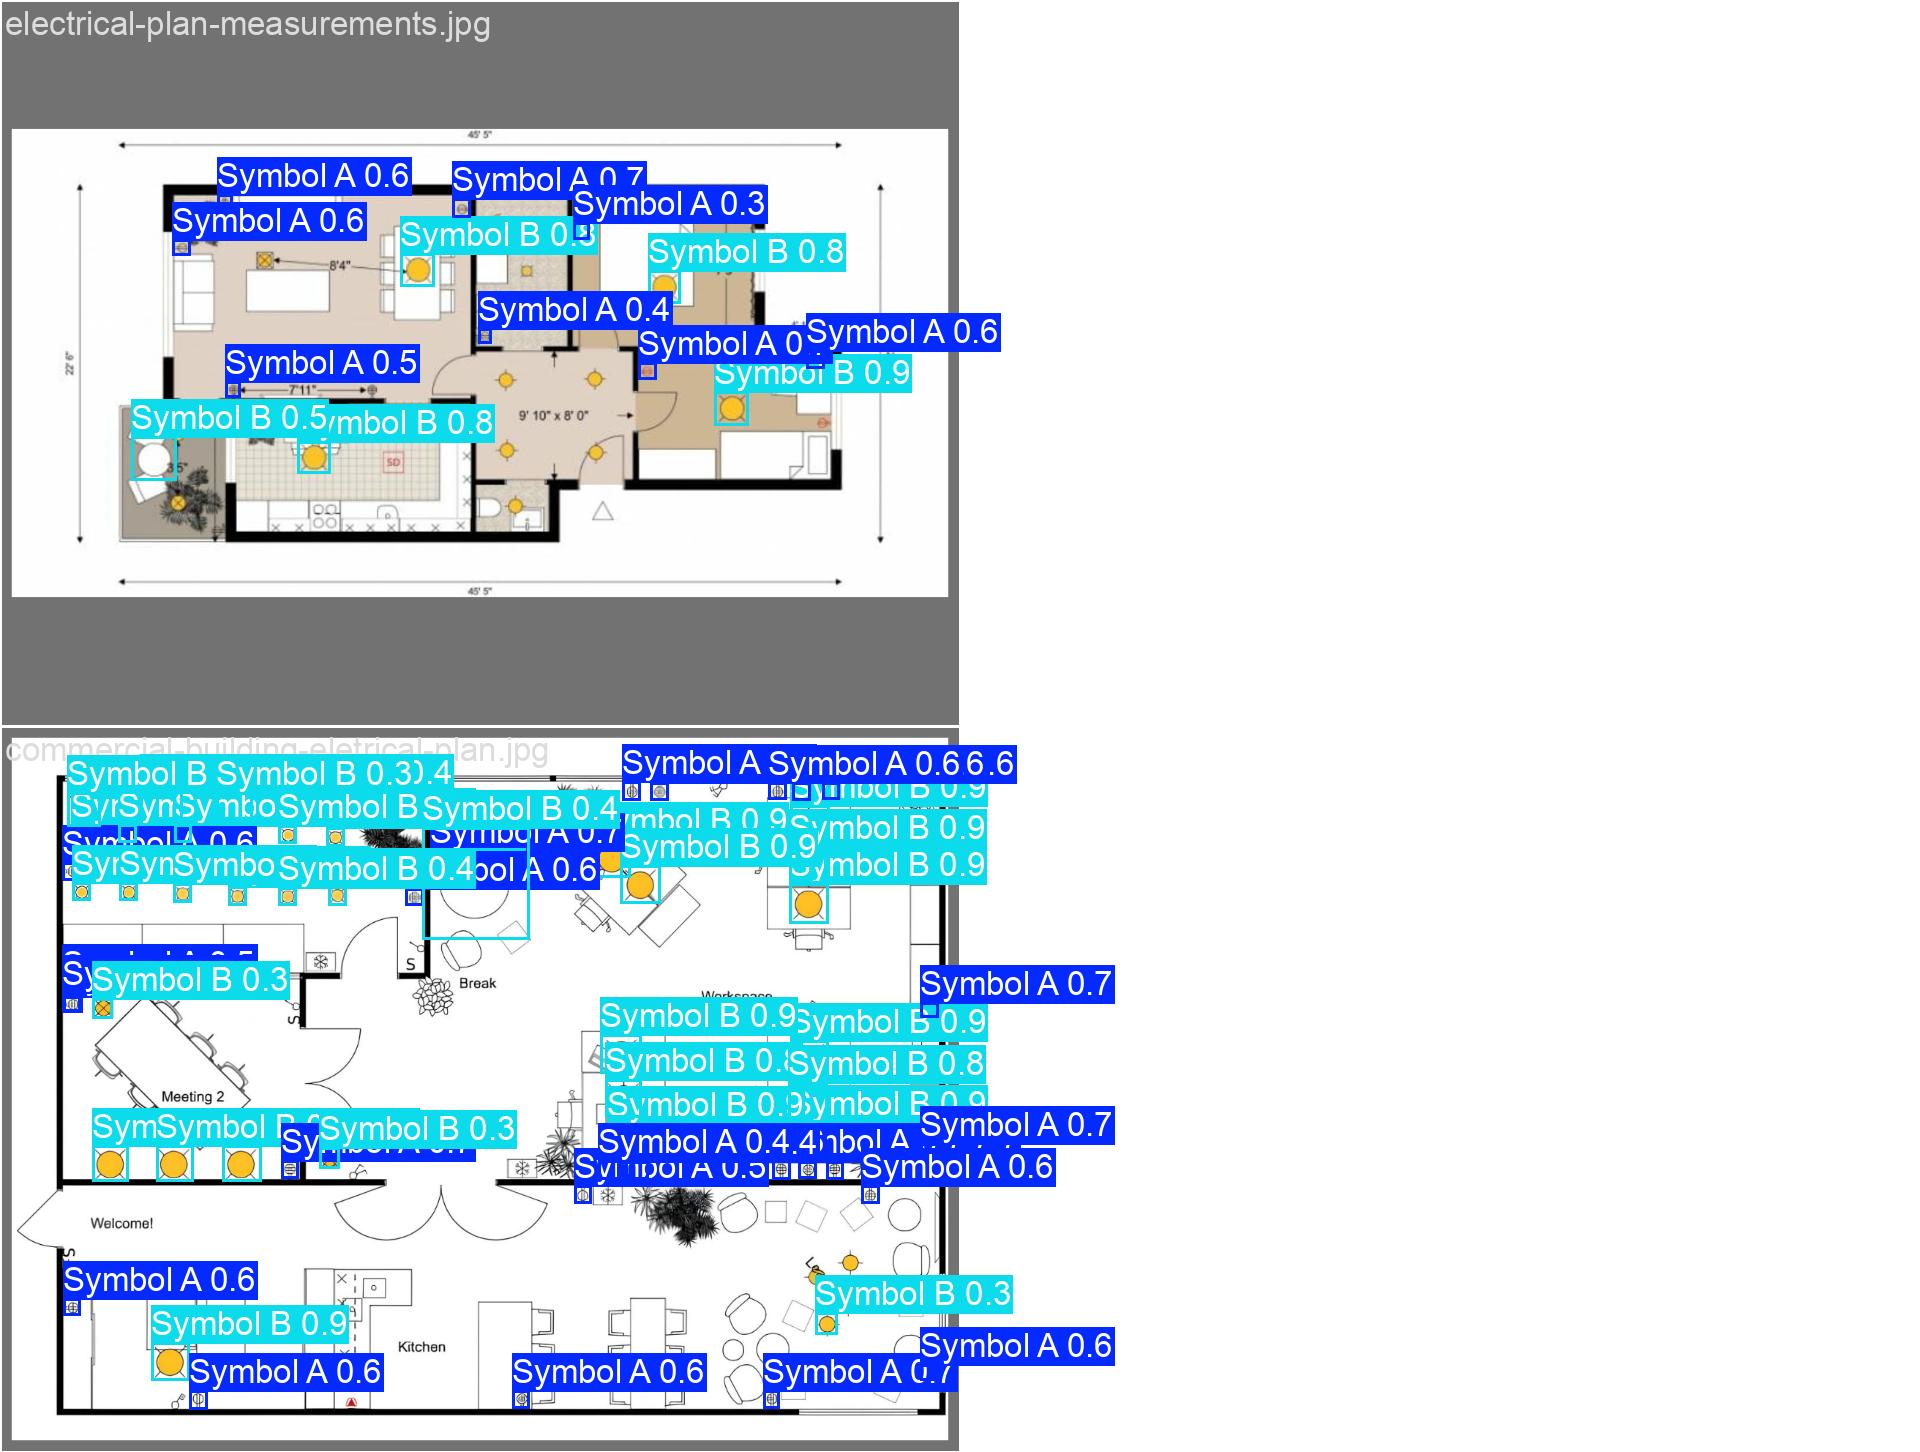 electrical-plan-measurements.jpg
45' 5"
Symbol A 0.6
Symbol A 0.7
Symbol A 0.3
Symbol A 0.6
Symbol B 0.8
Symbol B 0.8
8'4"
Symbol A 0.4
Symbol A 0.6
Symbol A 0.
Symbol A 0.5
Symbol B 0.9
22' 6"
7'11"
Symbol B 0.5
ymbol B 0.8
9' 10" x 8' 0"
SD
3'5"
45' 5"
commercial-building-eletrical-plan.jpg
Symbol B
Symbol B 0.3
0.4
Symbol A
Symbol A 0.6
6.6
Symbol B 0.9
Symbol B
Symbol B 0.4
Symbol A 0.7
Symbol A 0.6
mbol B 0.9
Symbol B 0.9
Symbol B 0.9
Symbol B 0.4
bol A 0.6
Symbol B 0.9
S
Break
Workspace
Symbol B 0.3
Symbol A 0.7
Symbol B 0.9
Symbol B 0.9
S
Symbol B 0.8
Symbol B 0.8
Meeting 2
Symbol B 0.9
Symbol B 0.9
Symbol B
Symbol B 0.3
Symbol A 0.7
Symbol A 0.4
Symbol A 0.5
Symbol A 0.6
Welcome!
S
Symbol A 0.6
Symbol B 0.3
Symbol B 0.9
Kitchen
Symbol A 0.6
Symbol A 0.6
Symbol A 0.6
Symbol A 0.7